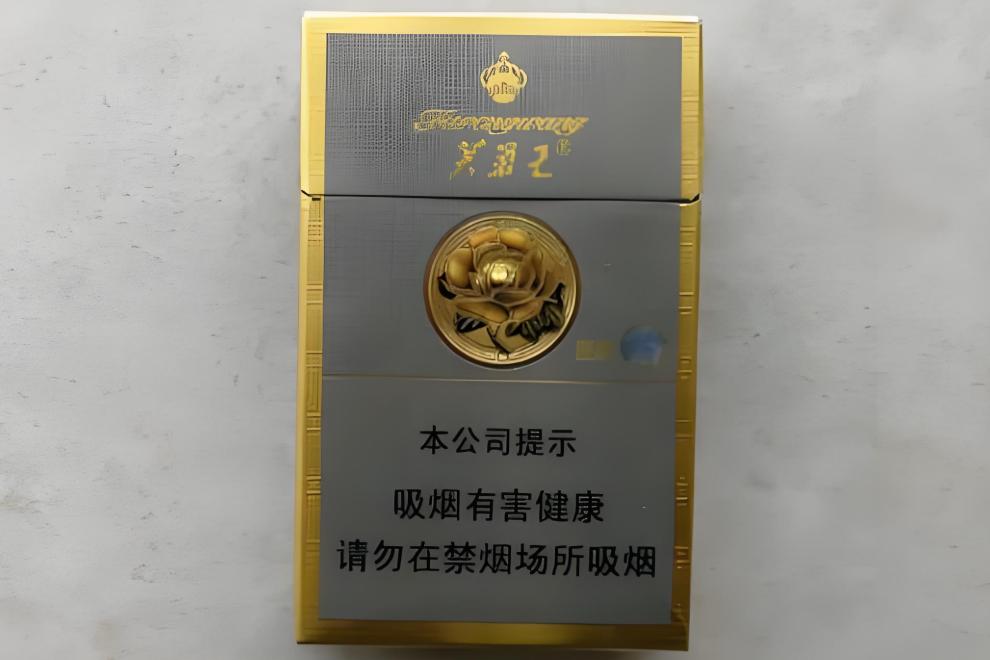 本公司提示
吸烟有害健康
请勿在禁烟场所吸烟